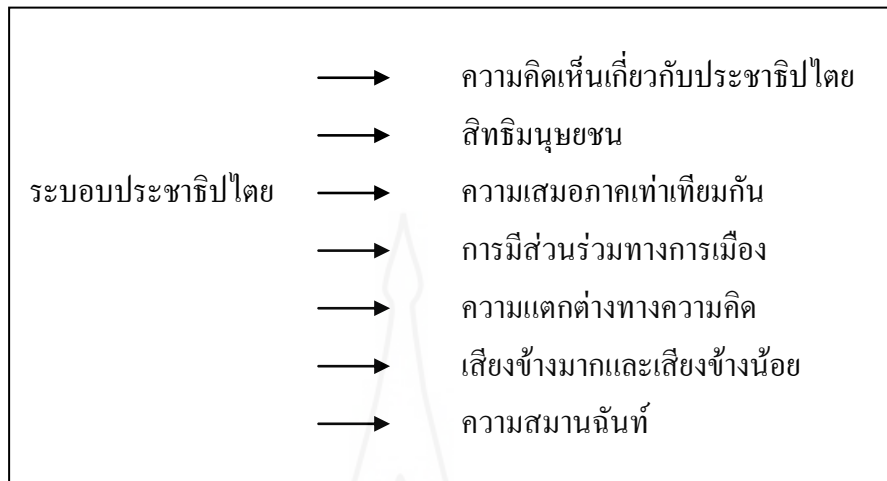 ความคิดเห็นเกี่ยวกับประชาธิปไตย
สิทธิมนุษยชน
ระบอบประชาธิปไตย ความเสมอภาคเท่าเทียมกัน
การมีส่วนร่วมทางการเมือง
ความแตกต่างทางความคิด
เสียงข้างมากและเสียงข้างน้อย
ความสมานฉันท์